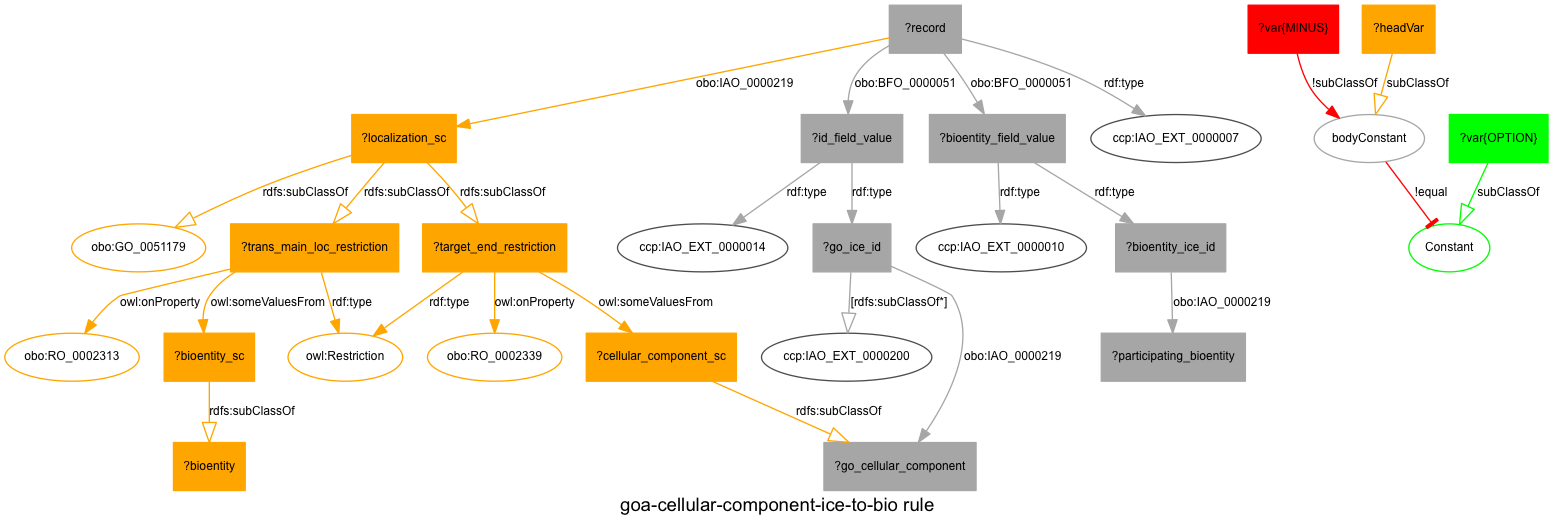 ?record
?var{MINUS}
?headVar
obo:IAO_0000219
obo:BFO_0000051
obo:BFO_0000051
rdf:type
!subClassOf
subClassOf
?localization_sc
?id_field_value
?bioentity_field_value
ccp:IAO_EXT_0000007
bodyConstant
?var{OPTION}
rdfs:subClassOf
rdfs:subClassOf
rdfs:subClassOf
rdf:type
rdf:type
rdf:type
rdf:type
!equal
subClassOf
obo:GO_0051179
?trans_main_loc_restriction
?target_end_restriction
ccp:IAO_EXT_0000014
?go_ice_id
ccp:IAO_EXT_0000010
?bioentity_ice_id
Constant
owl:onProperty
owl:someValuesFrom
rdf:type
rdf:type
owl:onProperty
owl:someValuesFrom
[rdfs:subClassOf*]
obo:IAO_0000219
obo:RO_0002313
?bioentity_sc
owl:Restriction
obo:RO_0002339
?cellular_component_sc
ccp:IAO_EXT_0000200
obo:IAO_0000219
?participating_bioentity
rdfs:subClassOf
rdfs:subClassOf
?bioentity
?go_cellular_component
goa-cellular-component-ice-to-bio rule